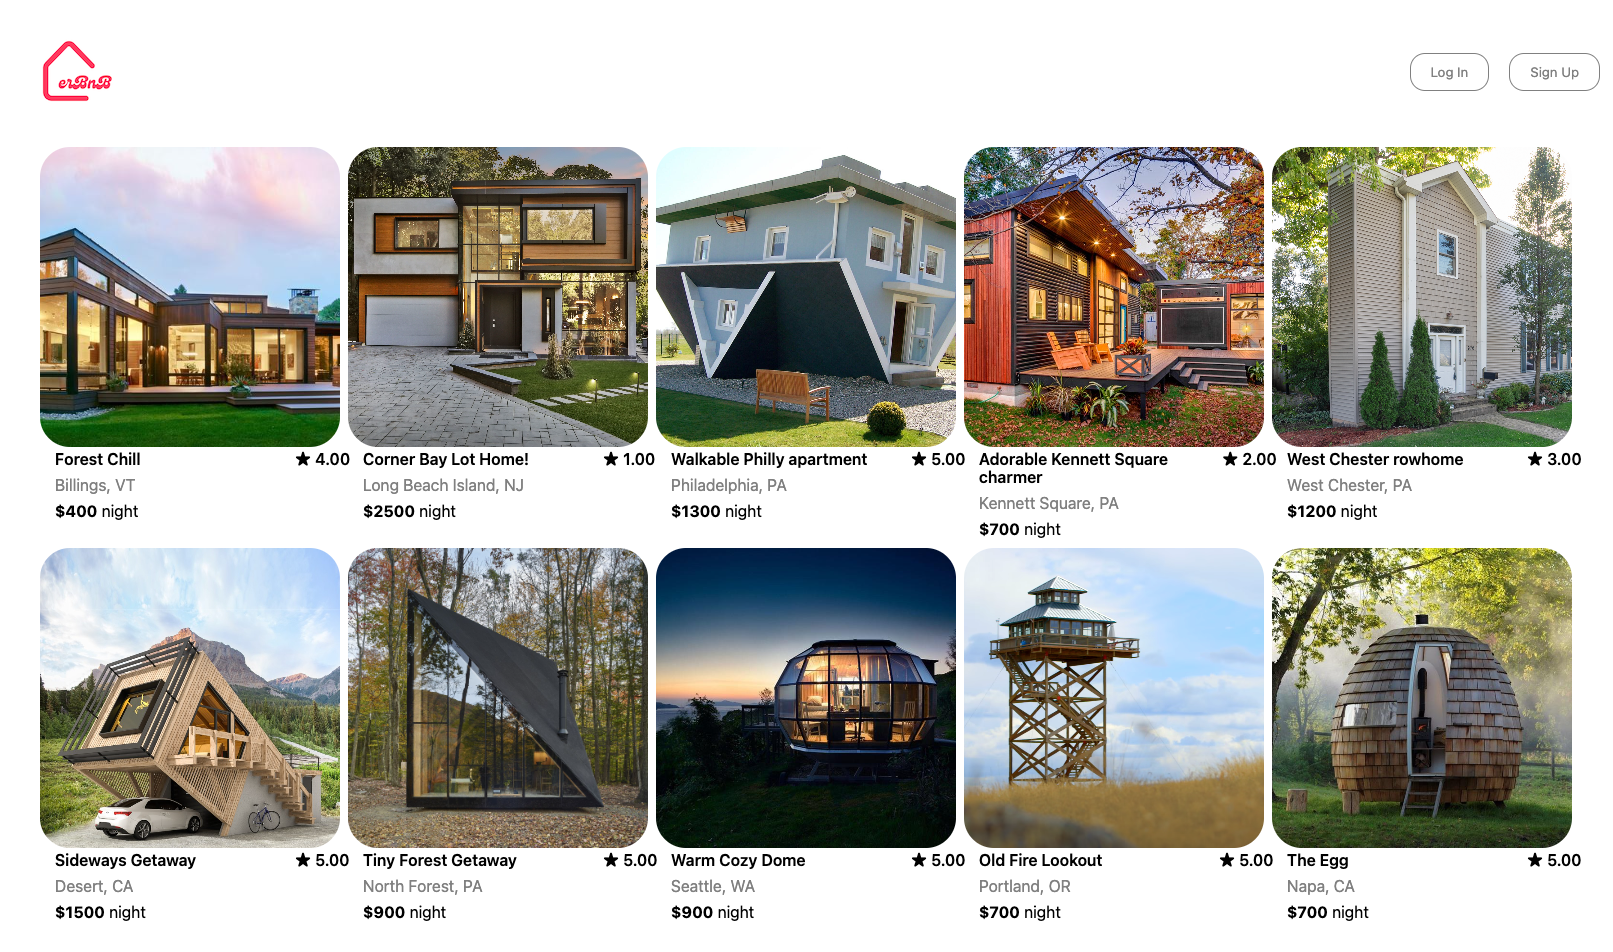 erBnB
Log In
Sign Up
Forest Chill ★ 4.00
Billings, VT
$400 night
Corner Bay Lot Home! ★ 1.00
Long Beach Island, NJ
$2500 night
Walkable Philly apartment ★ 5.00
Philadelphia, PA
$1300 night
Adorable Kennett Square ★ 2.00
charmer
Kennett Square, PA
$700 night
West Chester rowhome ★ 3.00
West Chester, PA
$1200 night
Sideways Getaway ★ 5.00
Desert, CA
$1500 night
Tiny Forest Getaway ★ 5.00
North Forest, PA
$900 night
Warm Cozy Dome ★ 5.00
Seattle, WA
$900 night
Old Fire Lookout ★ 5.00
Portland, OR
$700 night
The Egg ★ 5.00
Napa, CA
$700 night